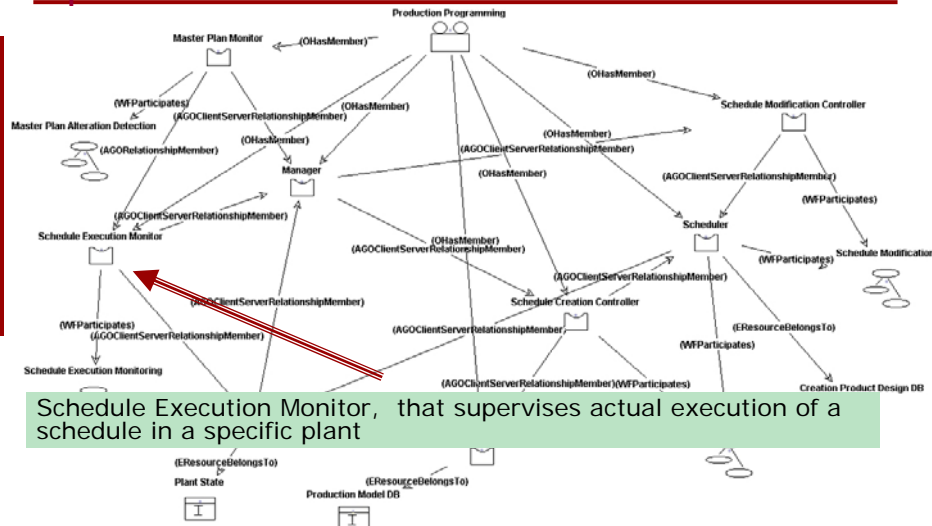 Production Programming
Master Plan Monitor
(OHasMember)
(OHasMember)
(WFParticipates)
Schedule Modification Controller
(OHasMember)
(AGOClientServerRelationshipMember)
Master Plan Alteration Detection
(OHasMember)
(OHasMember)
(AGORelationshipMember)
(AGOClientServerRelationshipMember)
Manager
(OHasMember)
(AGOClientServerRelationshipMember)
(WFParticipates)
(AGOClientServerRelationshipMember)
Scheduler
Schedule Execution Monitor
(OHasMember)
(AGOClientServerRelationshipMember)
Schedule Modification
(WFParticipates)
(AGOClientServerRelationshipMember)
(AGOClientServerRelationshipMember)
Schedule Creation Controller
(WFParticipates)
(AGOClientServerRelationshipMember)
(AGOClientServerRelationshipMember)
(EResourceBelongsTo)
(WFParticipates)
Schedule Execution Monitoring
(AGOClientServerRelationshipMember)(WFParticipates)
Creation Product Design DB
Schedule Execution Monitor, that supervises actual execution of a
schedule in a specific plant
(EResourceBelongsTo)
Plant State
(EResourceBelongsTo)
Production Model DB
I
I